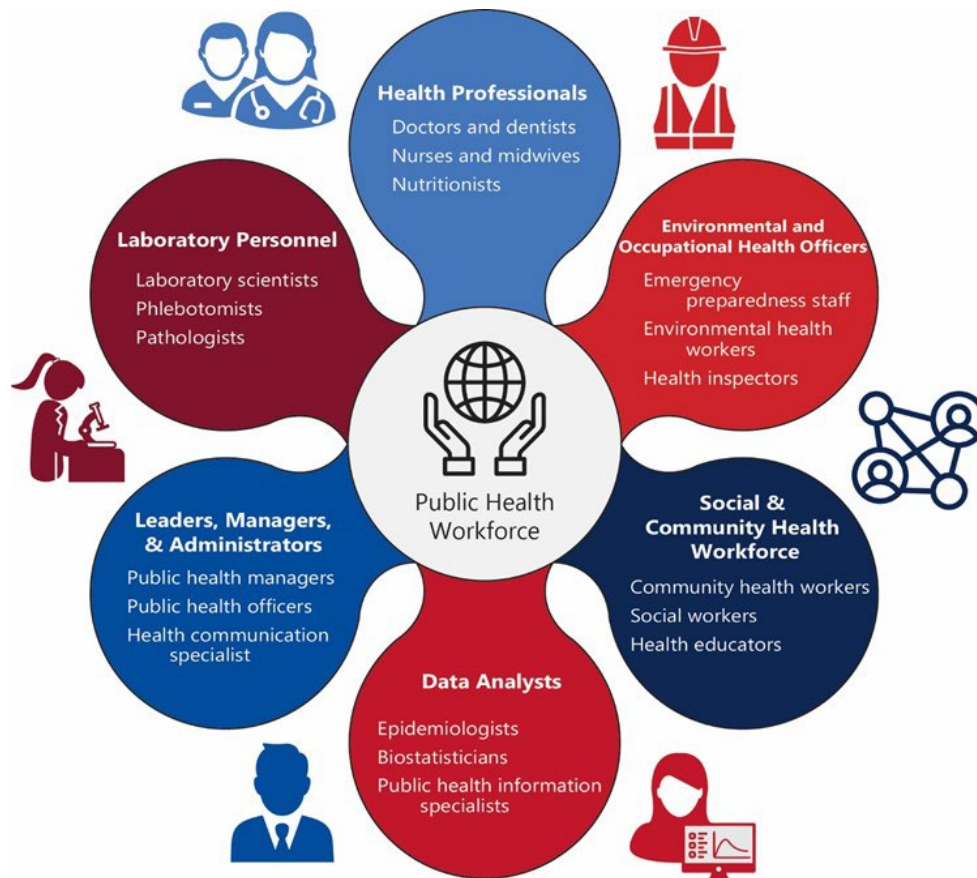 Health Professionals
Doctors and dentists
Nurses and midwives
Nutritionists
Environmental and
Occupational Health Officers
Emergency
preparedness staff
Environmental health
workers
Health inspectors
Social &
Community Health
Workforce
Community health workers
Social workers
Health educators
Data Analysts
Epidemiologists
Biostatisticians
Public health information
specialists
Leaders, Managers,
& Administrators
Public health managers
Public health officers
Health communication
specialist
Laboratory Personnel
Laboratory scientists
Phlebotomists
Pathologists
Public Health
Workforce